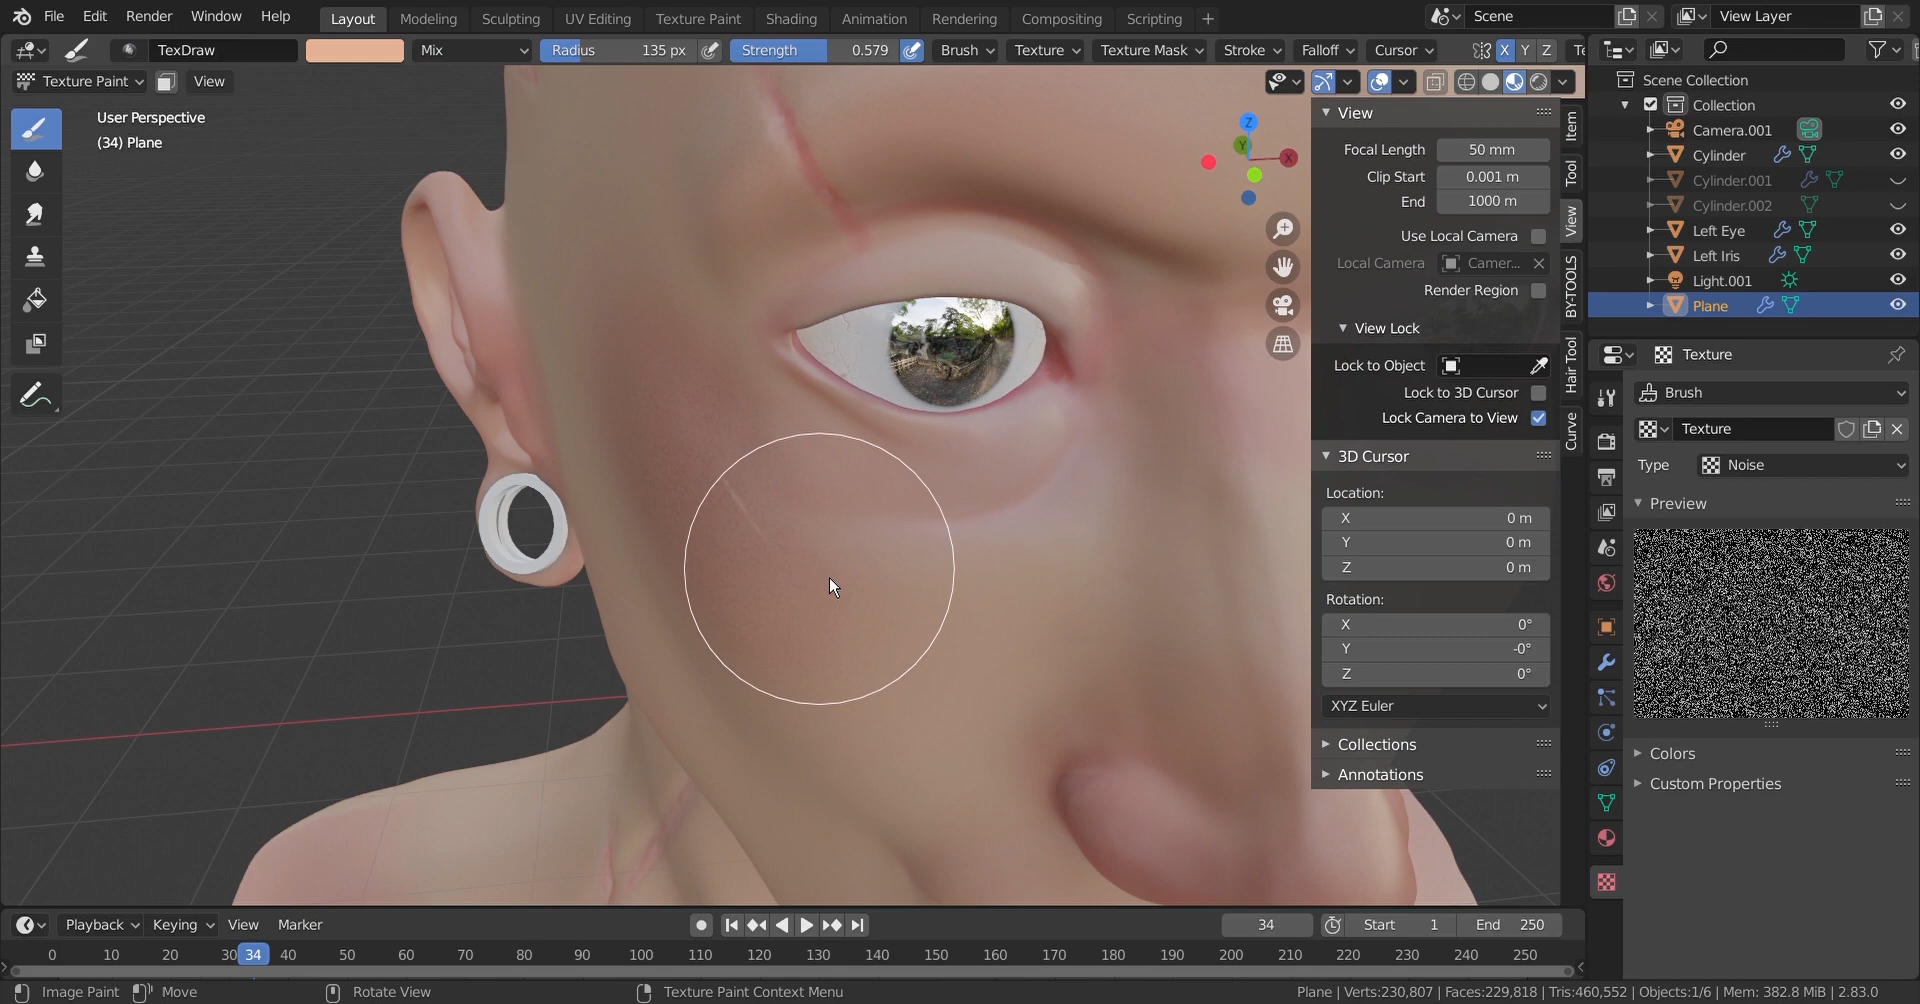 File Edit Render Window Help Layout Modeling Sculpting UV Editing Texture Paint Shading Animation Rendering Compositing Scripting Scene View Layer
TexDraw Mix Radius 135 px Strength 0.579 Brush Texture Texture Mask Stroke Falloff Cursor X Y Z Te
Texture Paint View
User Perspective
(34) Plane
Z
Y
X
View
Focal Length 50 mm
Clip Start 0.001 m
End 1000 m
Use Local Camera
Local Camera Camer...
Render Region
View Lock
Lock to Object
Lock to 3D Cursor
Lock Camera to View
3D Cursor
Location:
X 0 m
Y 0 m
Z 0 m
Rotation:
X 0°
Y -0°
Z 0°
XYZ Euler
Collections
Annotations
Item
Tool
View
BY-TOOLS
Hair Tool
Curve
Scene Collection
Collection
Camera.001
Cylinder
Cylinder.001
Cylinder.002
Left Eye
Left Iris
Light.001
Plane
Texture
Brush
Texture
Type Noise
Preview
Colors
Custom Properties
Playback Keying View Marker 34 Start 1 End 250
0 10 20 30 34 40 50 60 70 80 90 100 110 120 130 140 150 160 170 180 190 200 210 220 230 240 250
Image Paint Move Rotate View Texture Paint Context Menu Plane | Verts:230,807 | Faces:229,818 | Tris:460,552 | Objects:1/6 | Mem: 382.8 MiB | 2.83.0